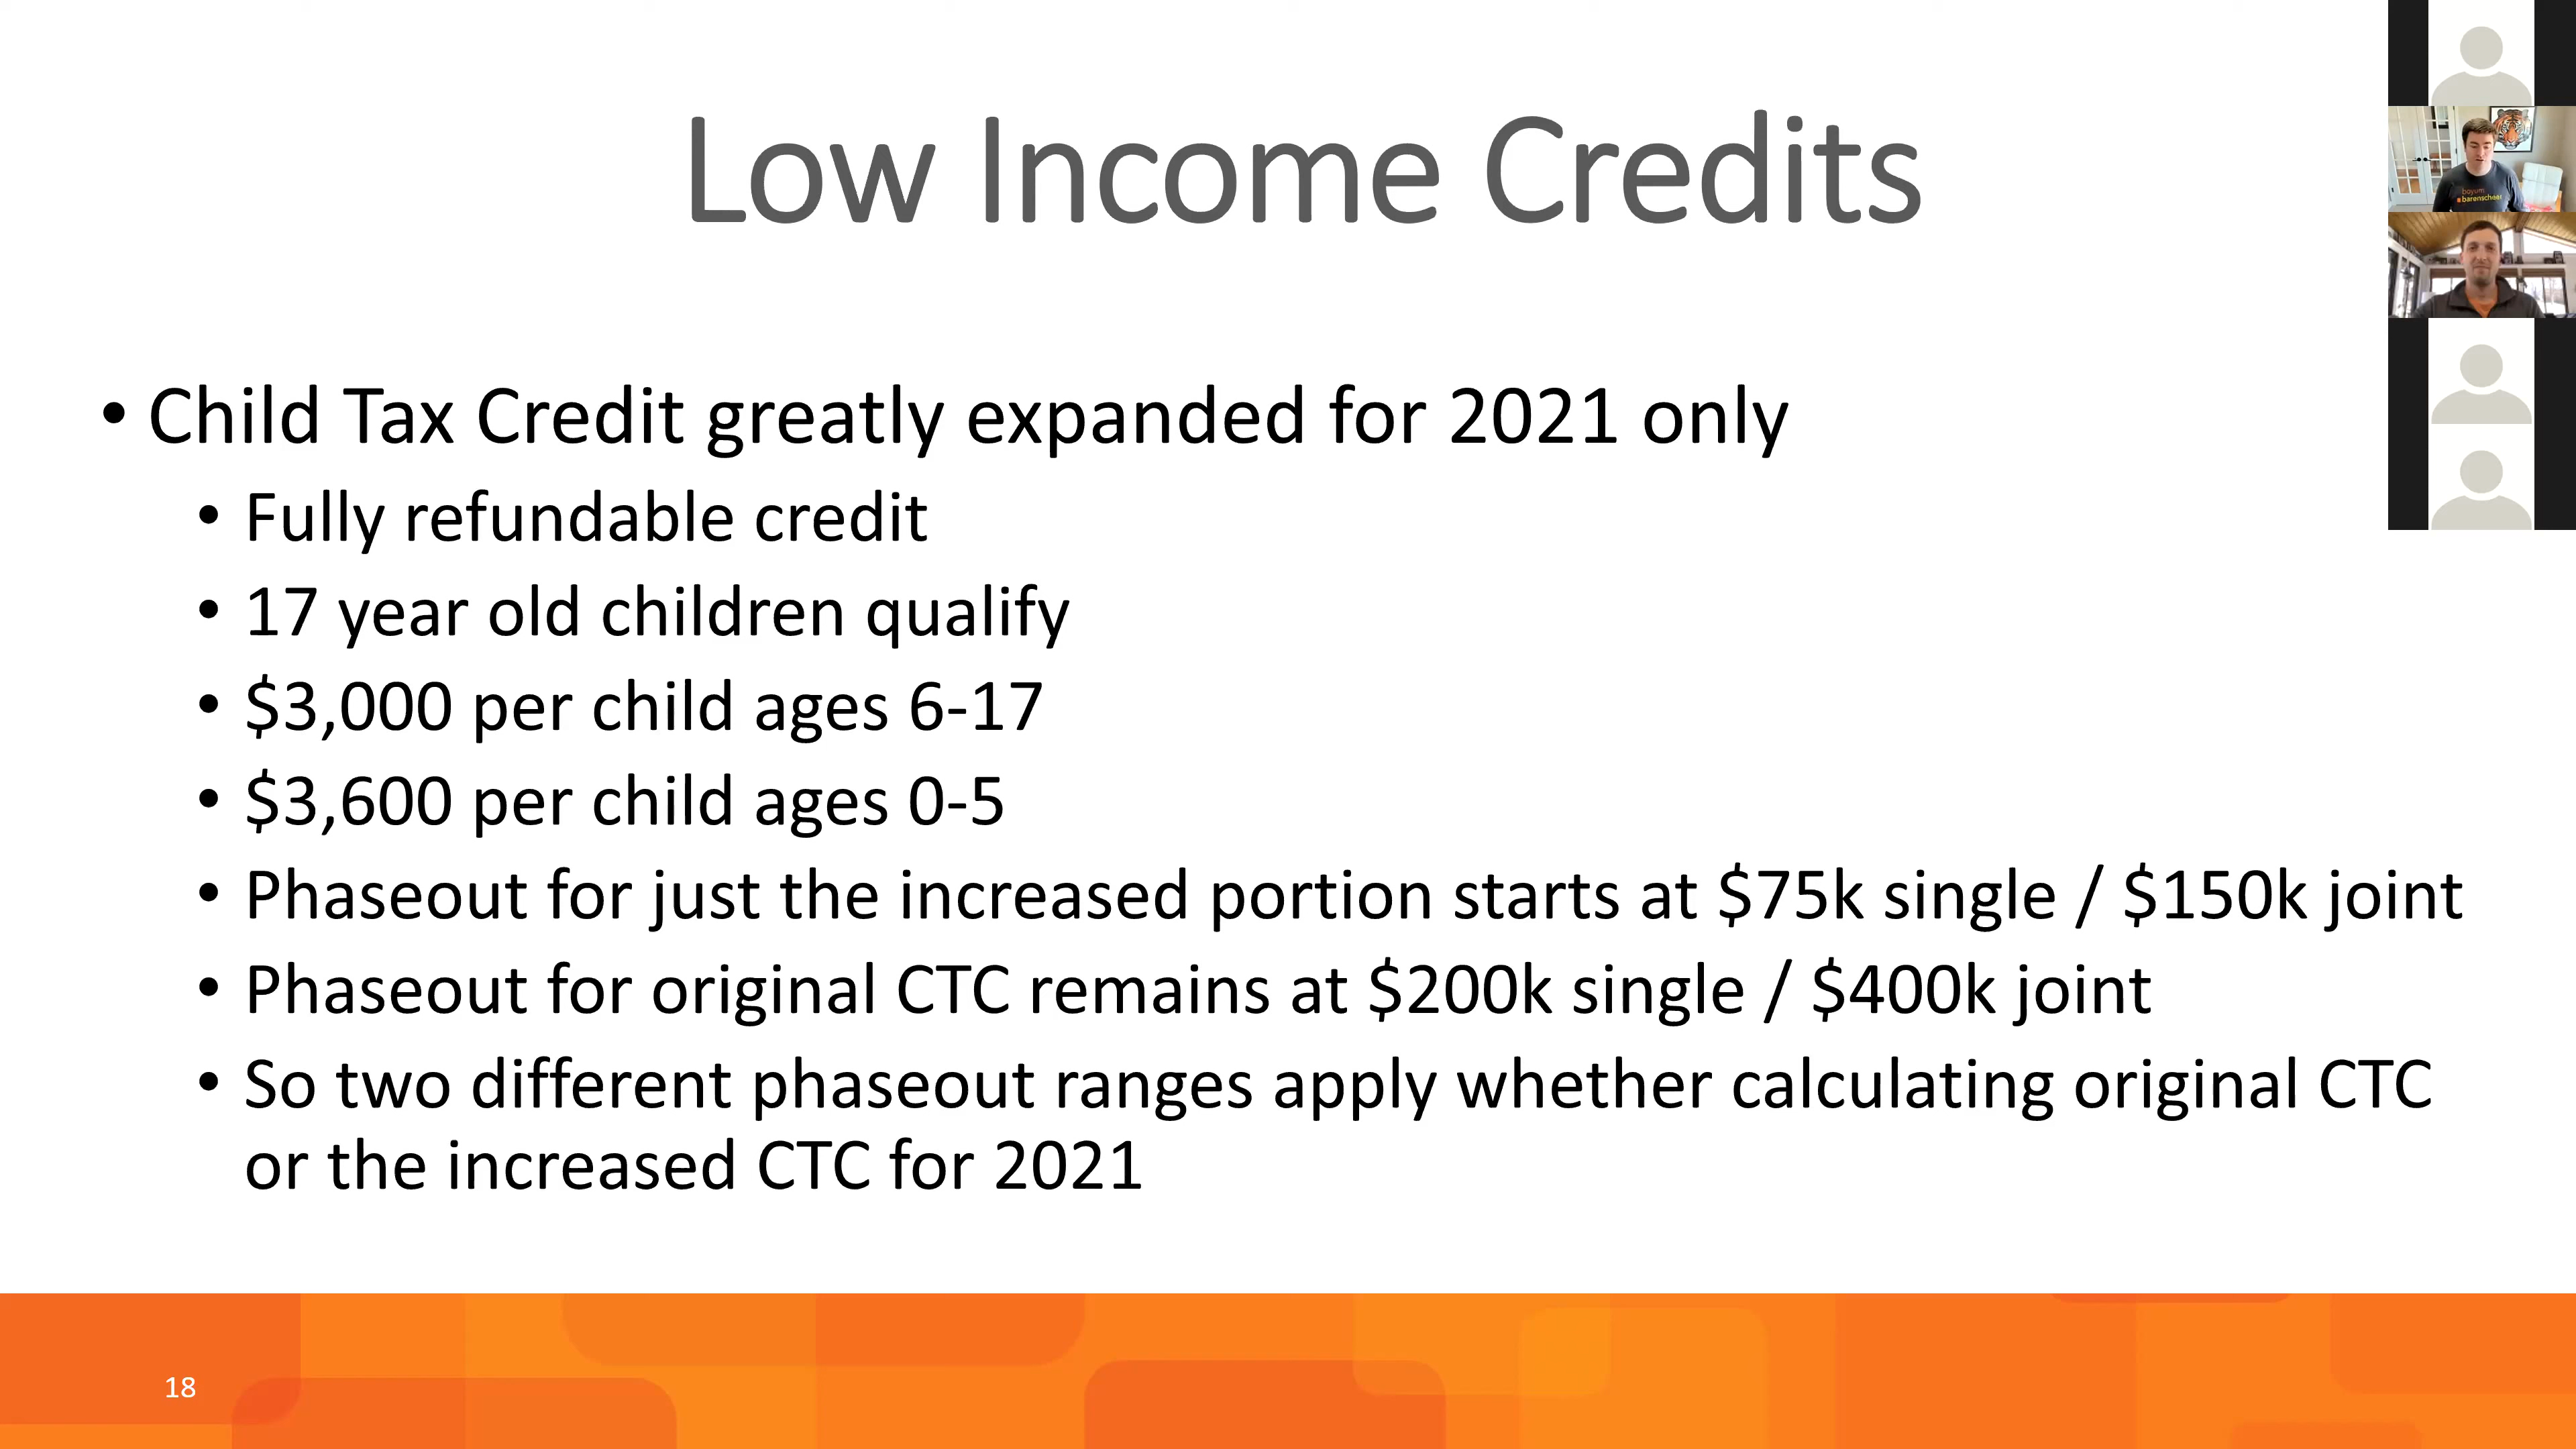 Low Income Credits
• Child Tax Credit greatly expanded for 2021 only
• Fully refundable credit
• 17 year old children qualify
• $3,000 per child ages 6-17
• $3,600 per child ages 0-5
• Phaseout for just the increased portion starts at $75k single / $150k joint
• Phaseout for original CTC remains at $200k single / $400k joint
• So two different phaseout ranges apply whether calculating original CTC
or the increased CTC for 2021
18
boyum
barenscheer